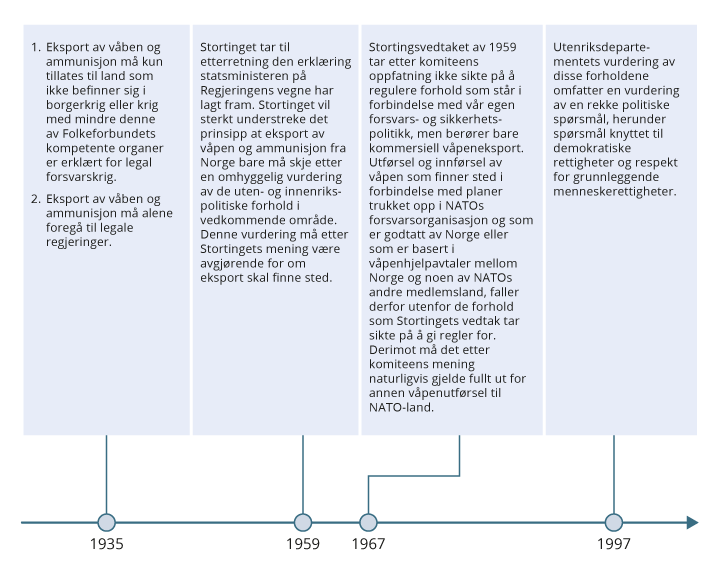 1. Eksport av våben og
ammunisjon må kun
tillates til land som
ikke befinner sig i
borgerkrig eller krig
med mindre denne
av Folkeforbundets
kompetente organer
er erklært for legal
forsvarskrig.
2. Eksport av våben og
ammunisjon må alene
foregå til legale
regjeringer.
Stortinget tar til
etterretning den erklæring
statsministeren på
Regjeringens vegne har
lagt fram. Stortinget vil
sterkt understreke det
prinsipp at eksport av
våpen og ammunisjon fra
Norge bare må skje etter
en omhyggelig vurdering
av de uten- og innenriks-
politiske forhold i
vedkommende område.
Denne vurdering må etter
Stortingets mening være
avgjørende for om
eksport skal finne sted.
Stortingsvedtaket av 1959
tar etter komiteens
oppfatning ikke sikte på å
regulere forhold som står i
forbindelse med vår egen
forsvars- og sikkerhets-
politikk, men berører bare
kommersiell våpeneksport.
Utførsel og innførsel av
våpen som finner sted i
forbindelse med planer
trukket opp i NATOs
forsvarsorganisasjon og som
er godtatt av Norge eller
som er basert i
våpenhjelpavtaler mellom
Norge og noen av NATOs
andre medlemsland, faller
derfor utenfor de forhold
som Stortingets vedtak tar
sikte på å gi regler for.
Derimot må det etter
komiteens mening
naturligvis gjelde fullt ut for
annen våpenutførsel til
NATO-land.
Utenriksdeparte-
mentets vurdering av
disse forholdene
omfatter en vurdering
av en rekke politiske
spørsmål, herunder
spørsmål knyttet til
demokratiske
rettigheter og respekt
for grunnleggende
menneskerettigheter.
1935
1959
1967
1997